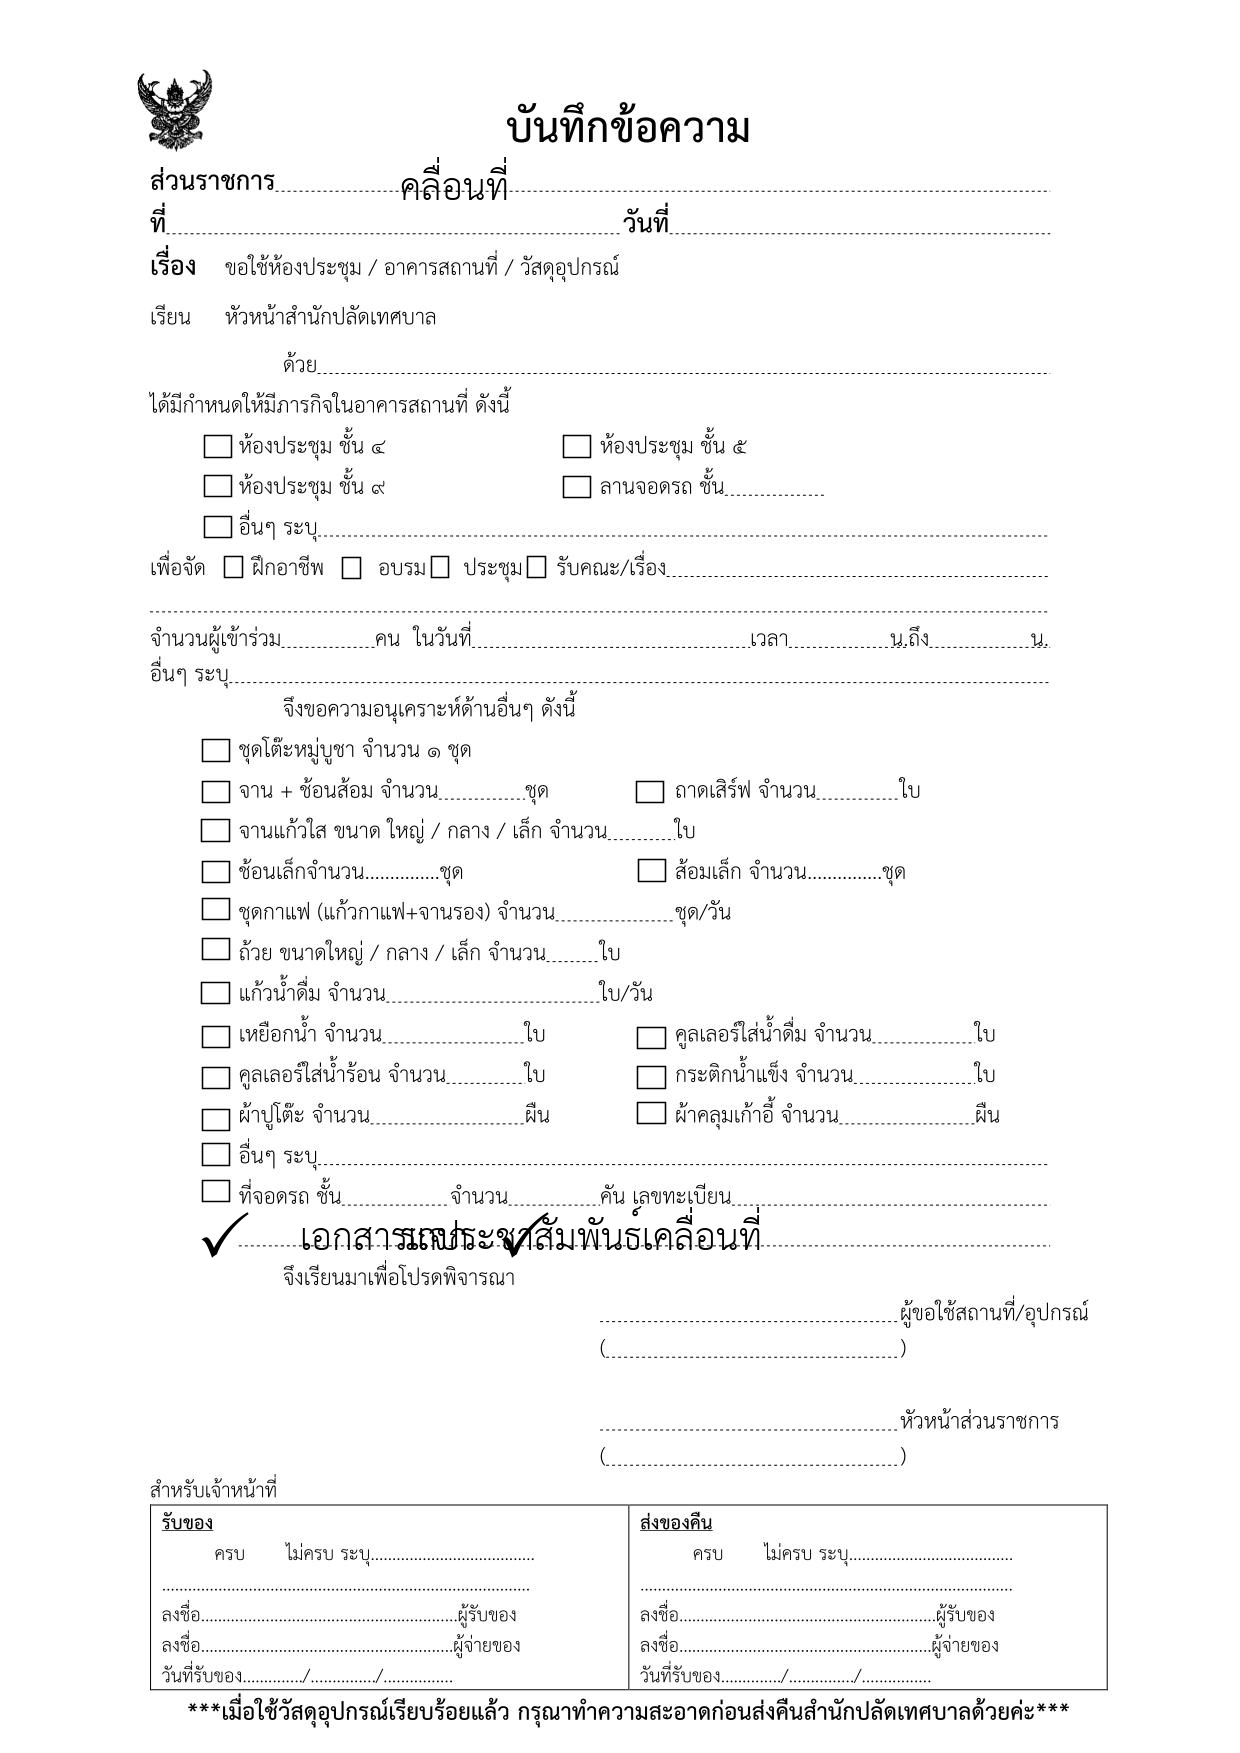 บันทึกข้อความ
ส่วนราชการ คลื่อนที่
ที่ วันที่
เรื่อง ขอใช้ห้องประชุม / อาคารสถานที่ / วัสดุอุปกรณ์
เรียน หัวหน้าสำนักปลัดเทศบาล
ด้วย
ได้มีกำหนดให้มีภารกิจในอาคารสถานที่ ดังนี้
ห้องประชุม ชั้น ๔ ห้องประชุม ชั้น ๕
ห้องประชุม ชั้น ๙ ลานจอดรถ ชั้น
อื่นๆ ระบุ
เพื่อจัด ฝึกอาชีพ อบรม ประชุม รับคณะ/เรื่อง
จำนวนผู้เข้าร่วม คน ในวันที่ เวลา น.ถึง น.
อื่นๆ ระบุ
จึงขอความอนุเคราะห์ด้านอื่นๆ ดังนี้
ชุดโต๊ะหมู่บูชา จำนวน ๑ ชุด
จาน + ช้อนส้อม จำนวน ชุด ถาดเสิร์ฟ จำนวน ใบ
จานแก้วใส ขนาด ใหญ่ / กลาง / เล็ก จำนวน ใบ
ช้อนเล็กจำนวน...............ชุด ส้อมเล็ก จำนวน...............ชุด
ชุดกาแฟ (แก้วกาแฟ+จานรอง) จำนวน ชุด/วัน
ถ้วย ขนาดใหญ่ / กลาง / เล็ก จำนวน ใบ
แก้วน้ำดื่ม จำนวน ใบ/วัน
เหยือกน้ำ จำนวน ใบ คูลเลอร์ใส่น้ำดื่ม จำนวน ใบ
คูลเลอร์ใส่น้ำร้อน จำนวน ใบ กระติกน้ำแข็ง จำนวน ใบ
ผ้าปูโต๊ะ จำนวน ผืน ผ้าคลุมเก้าอี้ จำนวน ผืน
อื่นๆ ระบุ
ที่จอดรถ ชั้น จำนวน คัน เลขทะเบียน
✓ ✓
จึงเรียนมาเพื่อโปรดพิจารณา
ผู้ขอใช้สถานที่/อุปกรณ์
( )
หัวหน้าส่วนราชการ
( )
สำหรับเจ้าหน้าที่
รับของ
ครบ ไม่ครบ ระบุ......................................
.....................................................................................
ลงชื่อ...........................................................ผู้รับของ
ลงชื่อ..........................................................ผู้จ่ายของ
วันที่รับของ............../.............../................
ส่งของคืน
ครบ ไม่ครบ ระบุ......................................
......................................................................................
ลงชื่อ...........................................................ผู้รับของ
ลงชื่อ..........................................................ผู้จ่ายของ
วันที่รับของ............../.............../................
***เมื่อใช้วัสดุอุปกรณ์เรียบร้อยแล้ว กรุณาทำความสะอาดก่อนส่งคืนสำนักปลัดเทศบาลด้วยค่ะ***